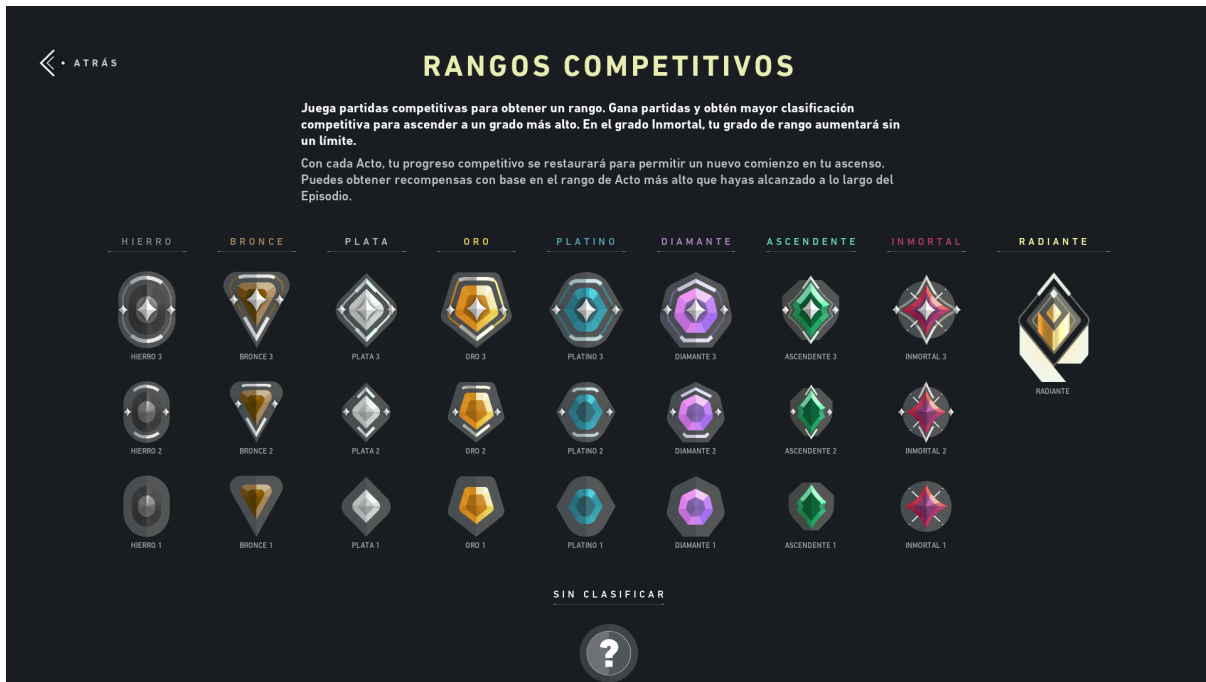 ATRÁS
RANGOS COMPETITIVOS
Juega partidas competitivas para obtener un rango. Gana partidas y obtén mayor clasificación
competitiva para ascender a un grado más alto. En el grado Inmortal, tu grado de rango aumentará sin
un límite.
Con cada Acto, tu progreso competitivo se restaurará para permitir un nuevo comienzo en tu ascenso.
Puedes obtener recompensas con base en el rango de Acto más alto que hayas alcanzado a lo largo del
Episodio.
HIERRO BRONCE PLATA ORO PLATINO DIAMANTE ASCENDENTE INMORTAL RADIANTE
HIERRO 3 BRONCE 3 PLATA 3 ORO 3 PLATINO 3 DIAMANTE 3 ASCENDENTE 3 INMORTAL 3
RADIANTE
HIERRO 2 BRONCE 2 PLATA 2 ORO 2 PLATINO 2 DIAMANTE 2 ASCENDENTE 2 INMORTAL 2
HIERRO 1 BRONCE 1 PLATA 1 ORO 1 PLATINO 1 DIAMANTE 1 ASCENDENTE 1 INMORTAL 1
SIN CLASIFICAR
?